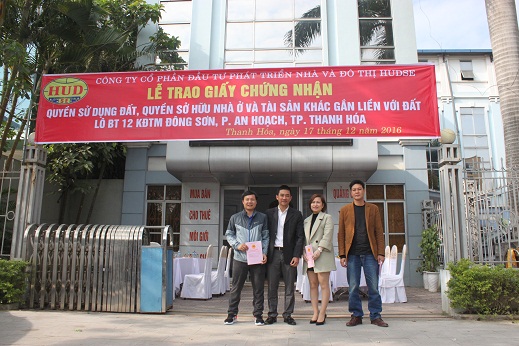 CÔNG TY CỔ PHẦN ĐẦU TƯ PHÁT TRIỂN NHÀ VÀ ĐÔ THỊ HUDSE
HUD
SE
LỄ TRAO GIẤY CHỨNG NHẬN
QUYỀN SỬ DỤNG ĐẤT, QUYỀN SỞ HỮU NHÀ Ở VÀ TÀI SẢN KHÁC GẮN LIỀN VỚI ĐẤT
LÔ BT 12 KĐTM ĐÔNG SƠN, P. AN HOẠCH, TP. THANH HÓA
Thanh Hóa, ngày 17 tháng 12 năm 2016
MUA BÁN
CHO THUÊ
MÔI GIỚI
QUẢNG